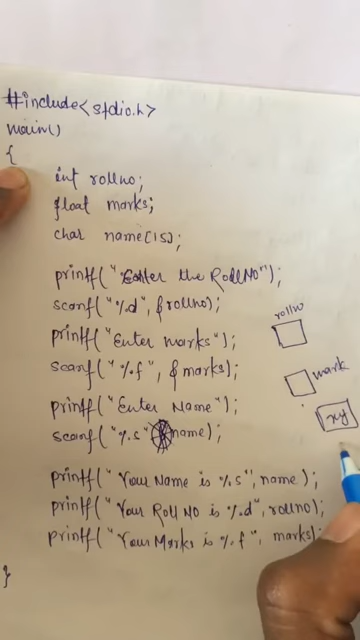 #include<stdio.h>
main()
{
int rollno;
float marks;
char name[15];
printf("Enter the RollNo");
scanf("%d", &rollno);
printf("Enter marks");
scanf("%f", &marks);
printf("Enter Name");
scanf("%s" name);
rollno
mark
xy
printf("Your Name is %s", name);
printf("Your Roll No is %d", rollno);
printf("Your Marks is %f", marks);
}